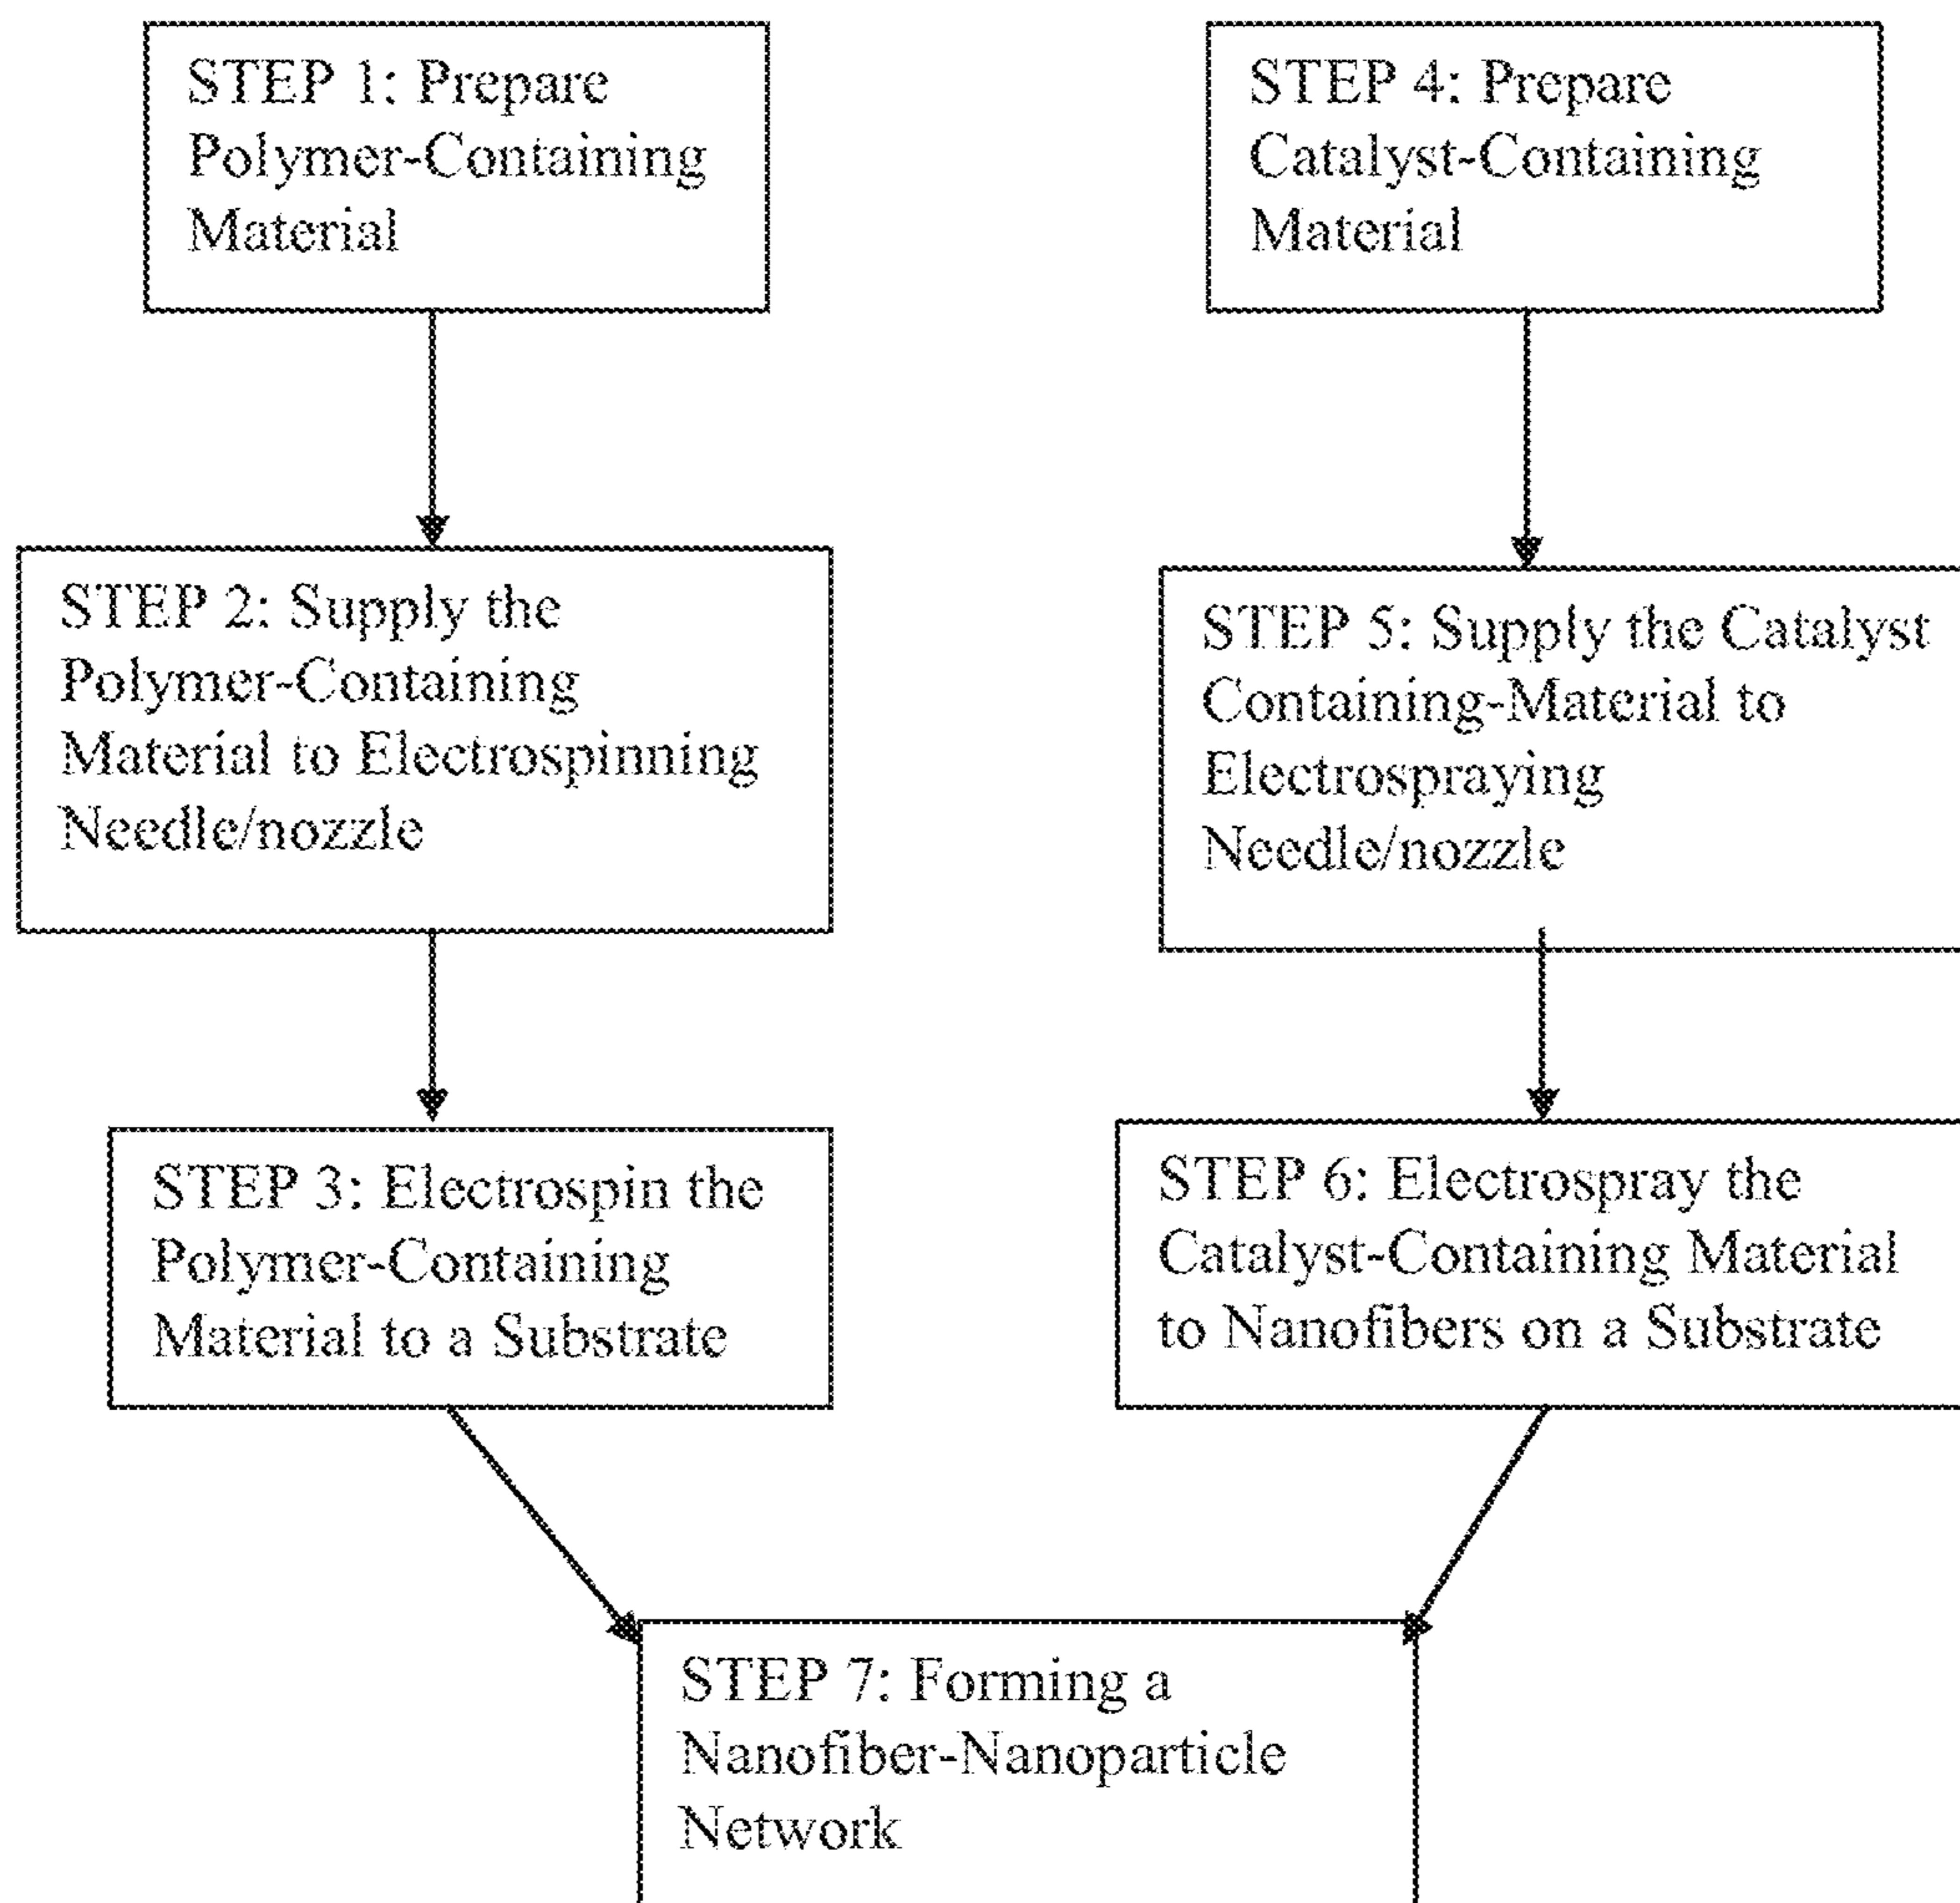 STEP 1: Prepare
Polymer-Containing
Material
STEP 2: Supply the
Polymer-Containing
Material to Electrospinning
Needle/nozzle
STEP 3: Electrospin the
Polymer-Containing
Material to a Substrate
STEP 4: Prepare
Catalyst-Containing
Material
STEP 5: Supply the Catalyst
Containing-Material to
Electrospraying
Needle/nozzle
STEP 6: Electrospray the
Catalyst-Containing Material
to Nanofibers on a Substrate
STEP 7: Forming a
Nanofiber-Nanoparticle
Network